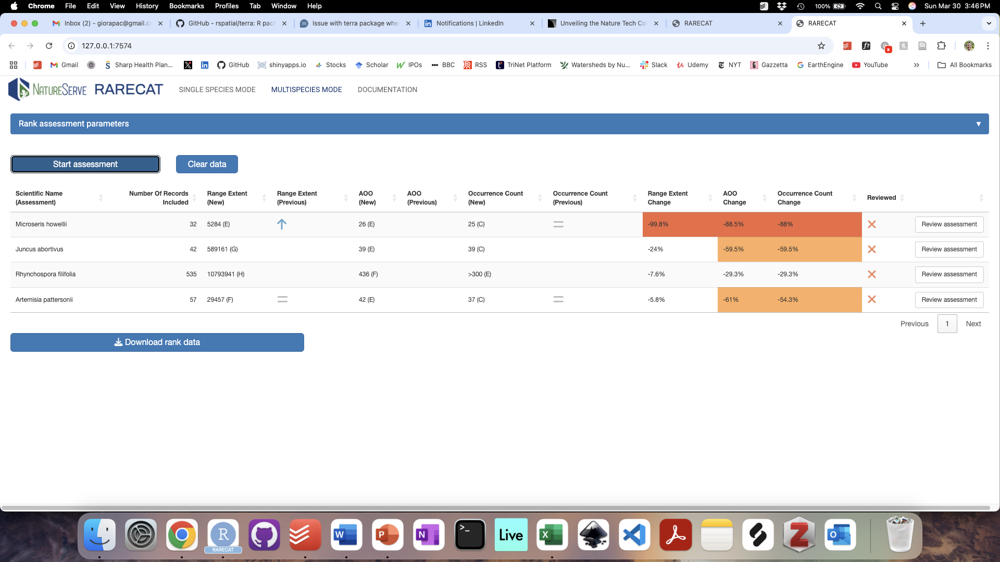 Chrome File Edit View History Bookmarks Profiles Tab Window Help 100% Sun Mar 30 3:46 PM
Inbox (2) - giorapac@gmail.c GitHub - rspatial/terra: R pac Issue with terra package whe Notifications | LinkedIn Unveiling the Nature Tech Co RARECAT RARECAT
127.0.0.1:7574
Gmail Sharp Health Plan... GitHub shinyapps.io Stocks Scholar IPOs BBC RSS TriNet Platform Watersheds by Nu... Slack Udemy NYT Gazzetta EarthEngine YouTube All Bookmarks
NATURESERVE RARECAT SINGLE SPECIES MODE MULTISPECIES MODE DOCUMENTATION
Rank assessment parameters
Start assessment Clear data
Scientific Name Number Of Records Range Extent Range Extent AOO AOO Occurrence Count Occurrence Count Range Extent AOO Occurrence Count Reviewed
(Assessment) Included (New) (Previous) (New) (Previous) (New) (Previous) Change Change Change
Microseris howellii 32 5284 (E) 26 (E) 25 (C) -99.8% -88.5% -88% Review assessment
Juncus abortivus 42 589161 (G) 39 (E) 39 (C) -24% -59.5% -59.5% Review assessment
Rhynchospora filifolia 535 10793941 (H) 436 (F) >300 (E) -7.6% -29.3% -29.3% Review assessment
Artemisia pattersonii 57 29457 (F) 42 (E) 37 (C) -5.8% -61% -54.3% Review assessment
Previous 1 Next
Download rank data
R W P N >_ Live X Z O
RARECAT